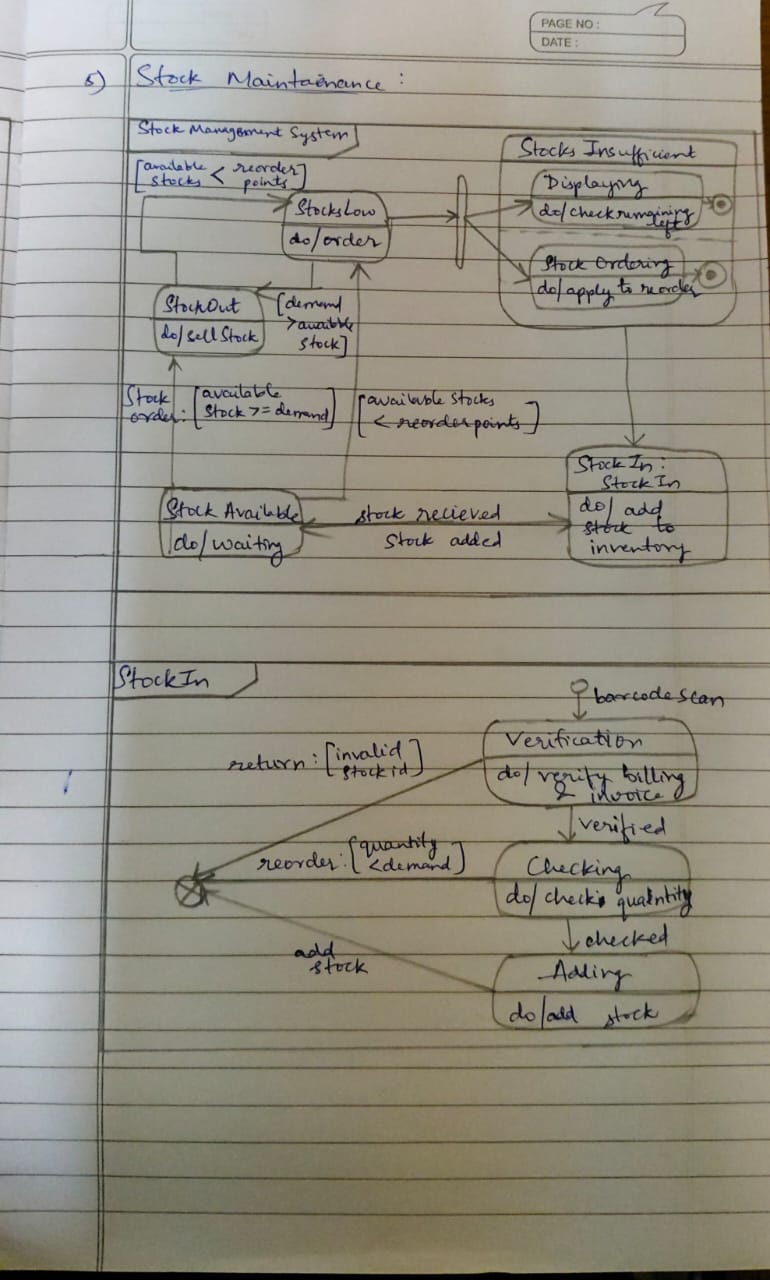 PAGE NO :
DATE :
5) Stock Maintainance :
Stock Management System
[available < reorder
stocks points]
StocksLow
do/order
Stocks Insufficient
Displaying
do/check remaining
left
Stock Ordering
do/apply to reorder
StockOut
do/sell Stock
[demand
>available
stock]
Stock
order: [available
stock >= demand]
[available stocks
< reorder points]
Stock In :
Stock In
do/ add
stock to
inventory
Stock Available
do/waiting
stock recieved
Stock added
Stock In
barcode scan
Verification
do/ verify billing
& invoice
return: [invalid
stock id]
verified
reorder: [quantity
<demand]
Checking
do/check quantity
checked
add
stock
Adding
do/add stock